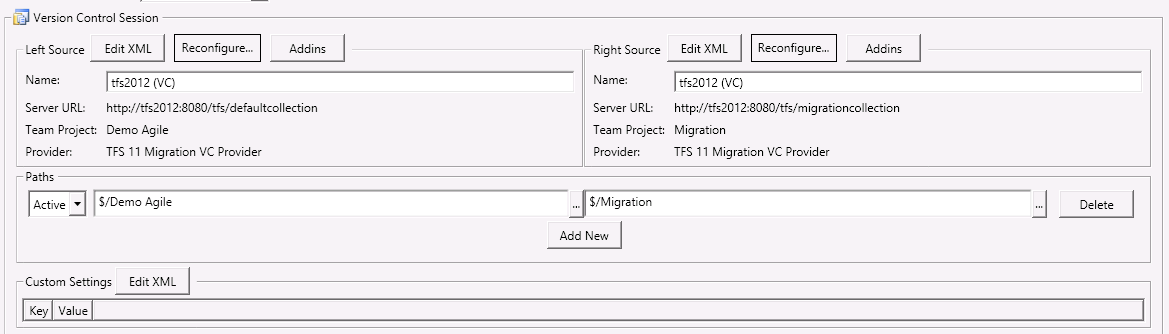 Version Control Session
Left Source Edit XML Reconfigure... Addins
Name: tfs2012 (VC)
Server URL: http://tfs2012:8080/tfs/defaultcollection
Team Project: Demo Agile
Provider: TFS 11 Migration VC Provider
Right Source Edit XML Reconfigure... Addins
Name: tfs2012 (VC)
Server URL: http://tfs2012:8080/tfs/migrationcollection
Team Project: Migration
Provider: TFS 11 Migration VC Provider
Paths
Active $/Demo Agile ... $/Migration ... Delete
Add New
Custom Settings Edit XML
Key Value